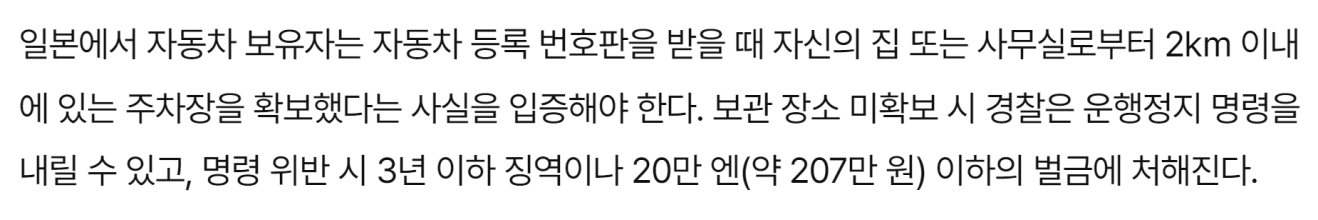 일본에서 자동차 보유자는 자동차 등록 번호판을 받을 때 자신의 집 또는 사무실로부터 2km 이내
에 있는 주차장을 확보했다는 사실을 입증해야 한다. 보관 장소 미확보 시 경찰은 운행정지 명령을
내릴 수 있고, 명령 위반 시 3년 이하 징역이나 20만 엔(약 207만 원) 이하의 벌금에 처해진다.